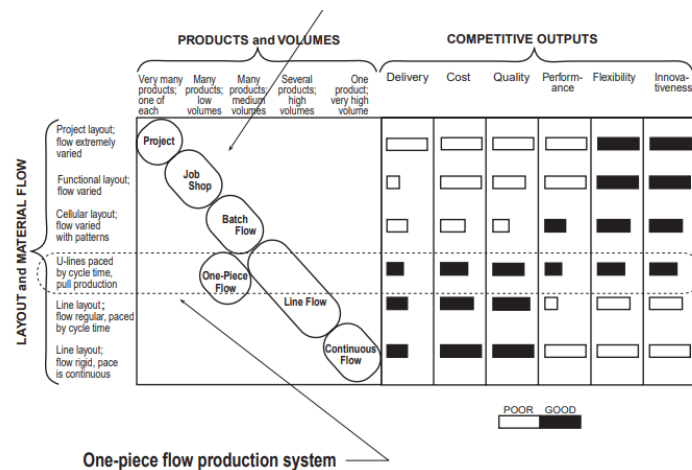 PRODUCTS and VOLUMES
COMPETITIVE OUTPUTS
Very many
products;
one of
each
Many
products;
low
volumes
Many
products;
medium
volumes
Several
products;
high
volumes
One
product;
very high
volume
Delivery
Cost
Quality
Perform-
ance
Flexibility
Innova-
tiveness
LAYOUT and MATERIAL FLOW
Project layout;
flow extremely
varied
Functional layout;
flow varied
Cellular layout;
flow varied
with patterns
U-lines paced
by cycle time,
pull production
Line layout;
flow regular, paced
by cycle time
Line layout;
flow rigid, pace
is continuous
Project
Job
Shop
Batch
Flow
One-Piece
Flow
Line Flow
Continuous
Flow
POOR GOOD
One-piece flow production system